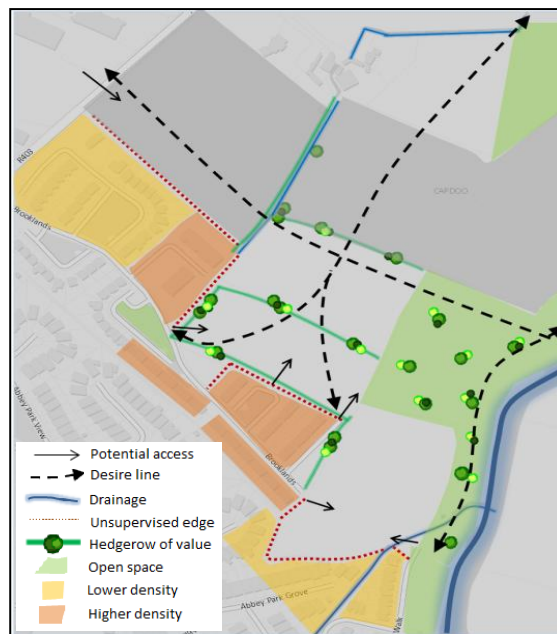 R403
Brooklands
CAPDOO
Abbey Park View
Brooklands
Abbey Park Grove
Walk
Potential access
Desire line
Drainage
Unsupervised edge
Hedgerow of value
Open space
Lower density
Higher density